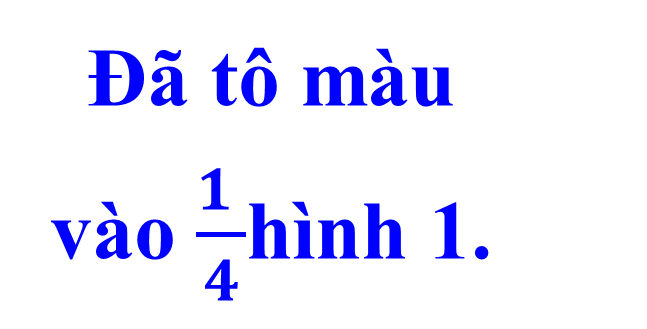 Đã tô màu
vào 1/4 hình 1.